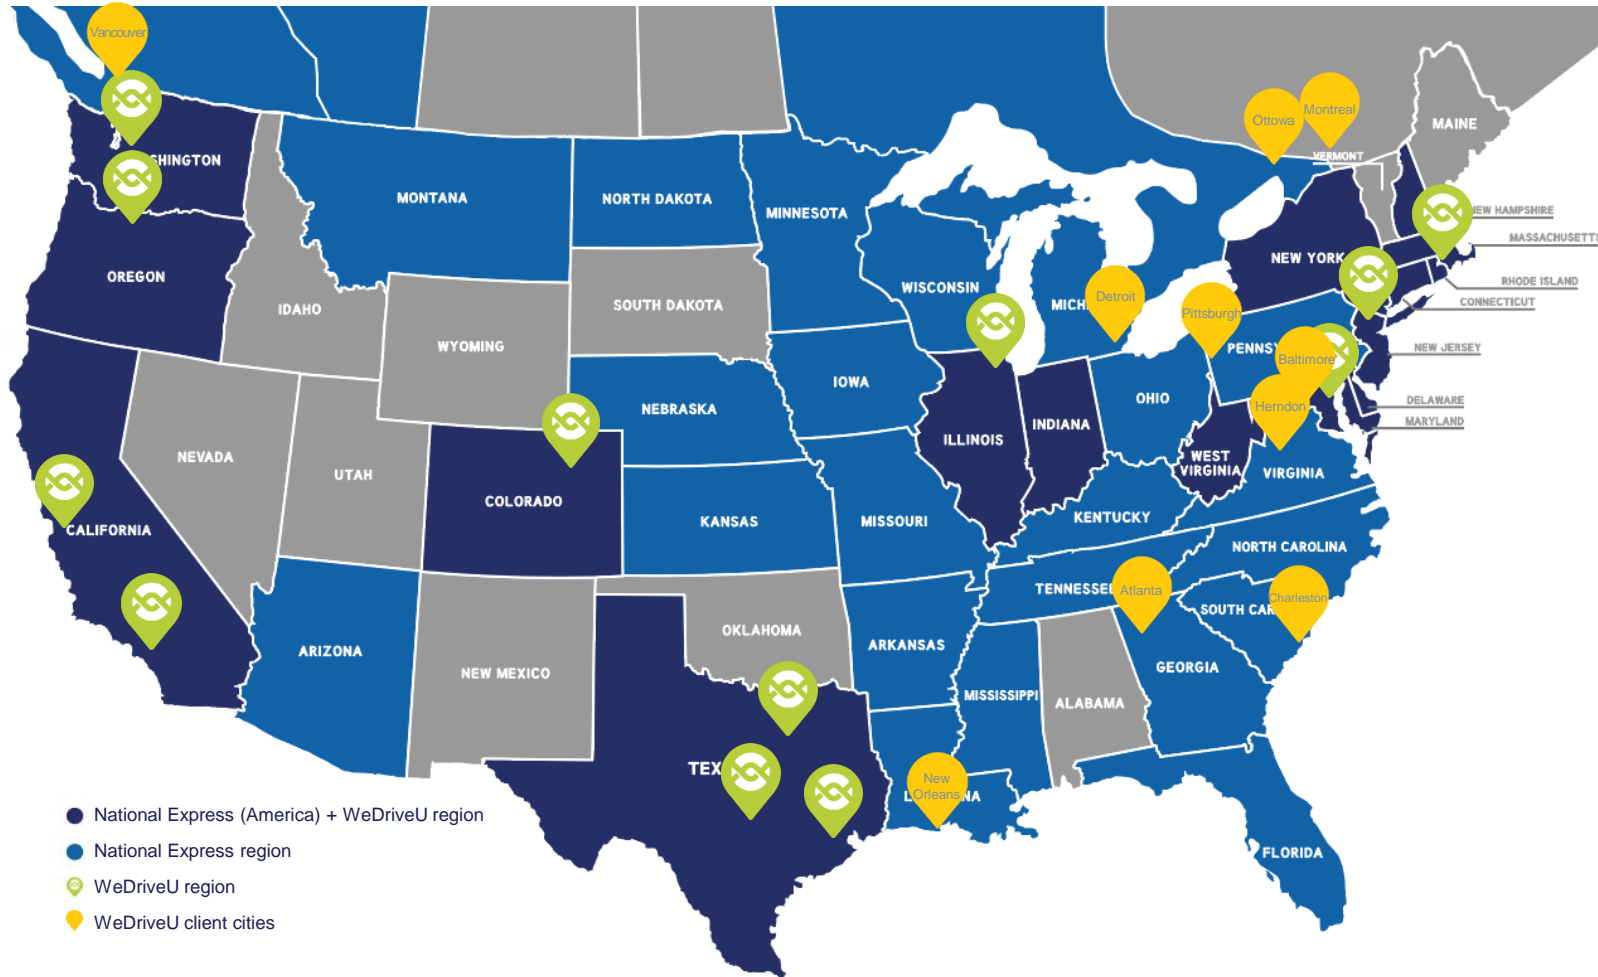 Vancouver
Montreal
Ottowa
MAINE
VERMONT
SHINGTON
MONTANA
NORTH DAKOTA
MINNESOTA
NEW HAMPSHIRE
MASSACHUSETTS
OREGON
IDAHO
SOUTH DAKOTA
WISCONSIN
MICH
Detroit
NEW YORK
RHODE ISLAND
CONNECTICUT
Pittsburgh
WYOMING
IOWA
PENNSY
Baltimore
NEW JERSEY
NEBRASKA
OHIO
Herndon
DELAWARE
MARYLAND
NEVADA
UTAH
COLORADO
ILLINOIS
INDIANA
WEST
VIRGINIA
VIRGINIA
CALIFORNIA
KANSAS
MISSOURI
KENTUCKY
NORTH CAROLINA
TENNESSEE
Atlanta
SOUTH CAR
Charleston
ARIZONA
NEW MEXICO
OKLAHOMA
ARKANSAS
GEORGIA
MISSISSIPPI
ALABAMA
TEX
New
Orleans
L
NA
FLORIDA
National Express (America) + WeDriveU region
National Express region
WeDriveU region
WeDriveU client cities